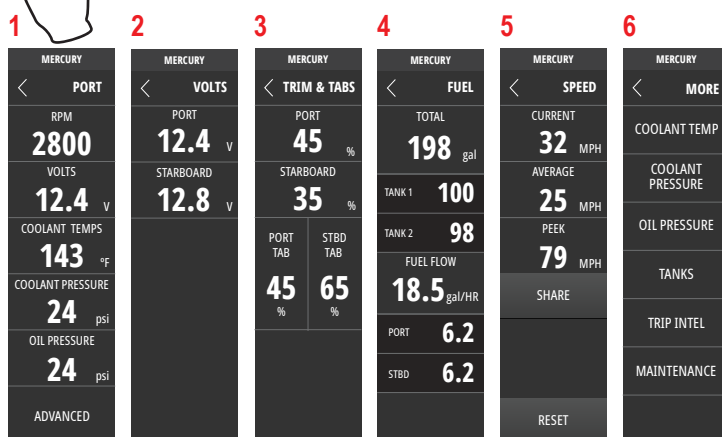 1
MERCURY
PORT
RPM
2800
VOLTS
12.4 V
COOLANT TEMPS
143 °F
COOLANT PRESSURE
24 psi
OIL PRESSURE
24 psi
ADVANCED
2
MERCURY
VOLTS
PORT
12.4 V
STARBOARD
12.8 V
3
MERCURY
TRIM & TABS
PORT
45 %
STARBOARD
35 %
PORT
TAB
45
%
STBD
TAB
65
%
4
MERCURY
FUEL
TOTAL
198 gal
TANK 1 100
TANK 2 98
FUEL FLOW
18.5 gal/HR
PORT 6.2
STBD 6.2
5
MERCURY
SPEED
CURRENT
32 MPH
AVERAGE
25 MPH
PEEK
79 MPH
SHARE
RESET
6
MERCURY
MORE
COOLANT TEMP
COOLANT
PRESSURE
OIL PRESSURE
TANKS
TRIP INTEL
MAINTENANCE